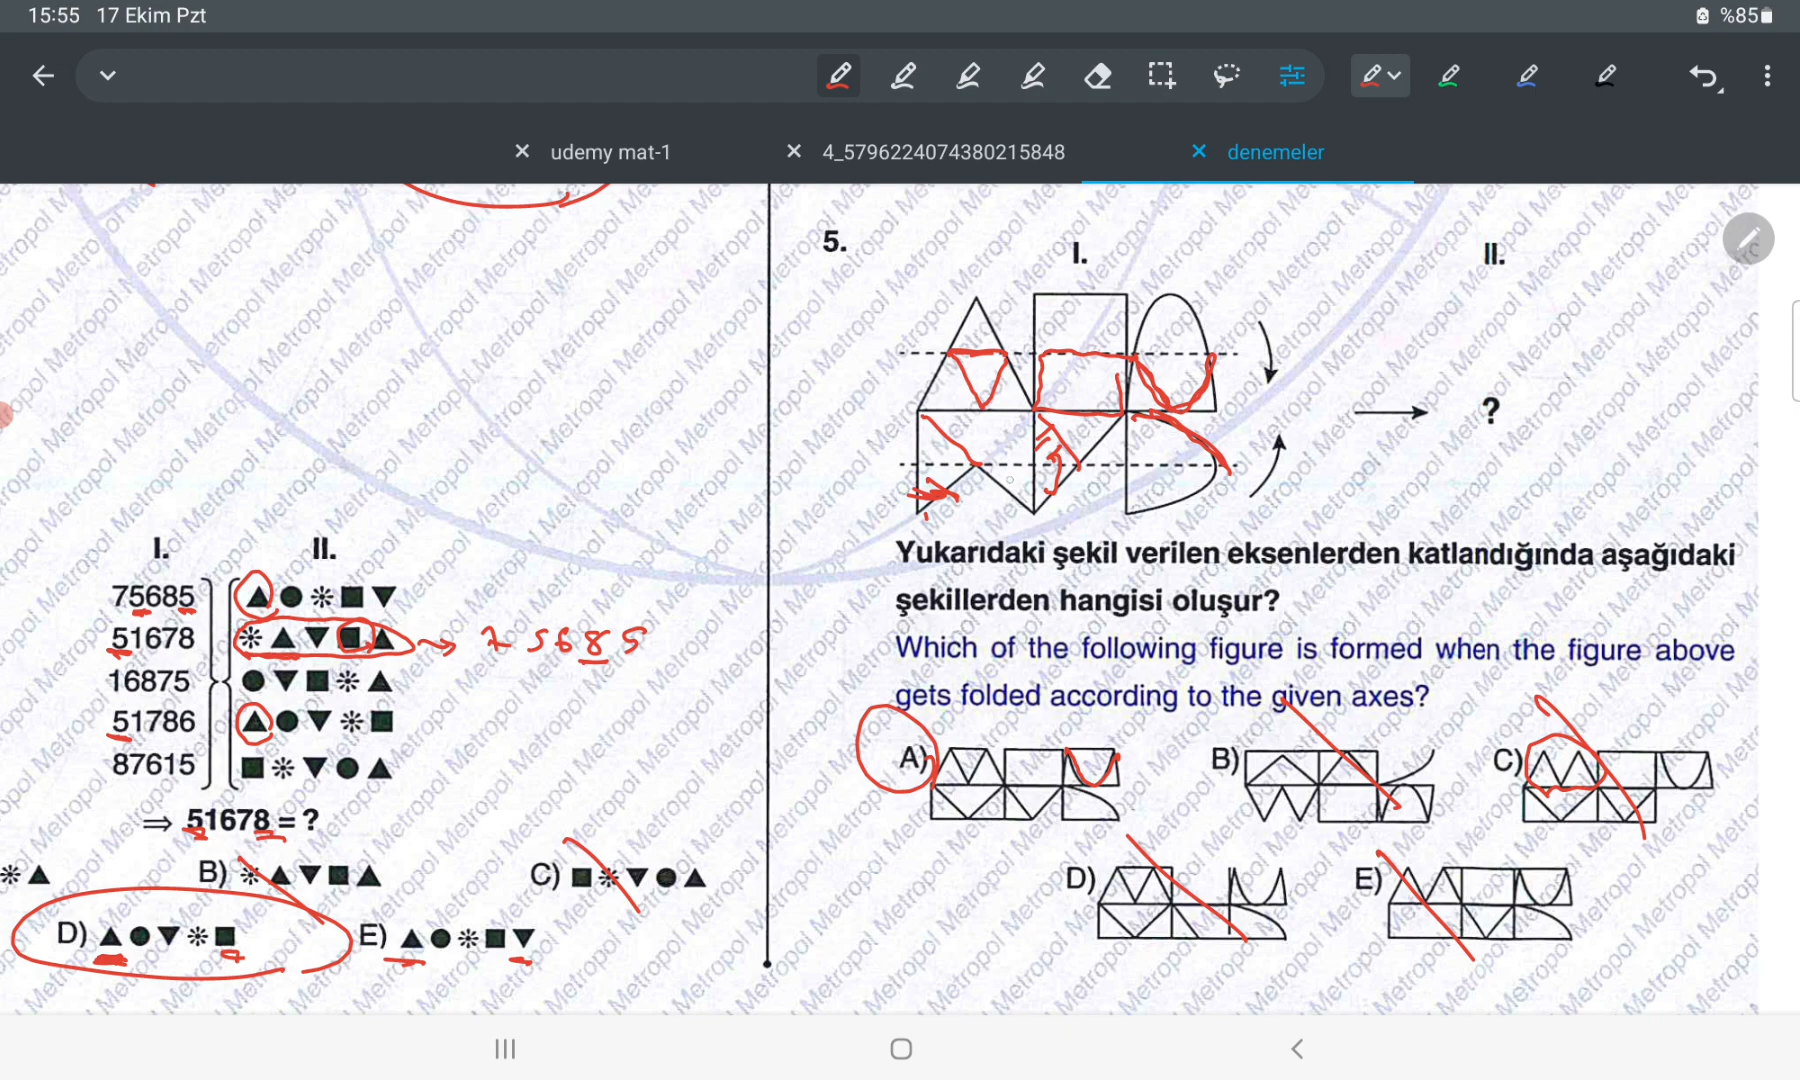 15:55 17 Ekim Pzt %85
udemy mat-1
4_5796224074380215848
denemeler
I. II.
75685 ▲ ● ✳ ■ ▼
51678 ✳ ▲ ▼ ■ ▲ → 75685
16875 ● ▼ ■ ✳ ▲
51786 ▲ ● ▼ ✳ ■
87615 ■ ✳ ▼ ● ▲
⇒ 51678 = ?
✳ ▲ B) ✳ ▲ ▼ ■ ▲ C) ■ ✳ ▼ ● ▲
D) ▲ ● ▼ ✳ ■ E) ▲ ● ✳ ■ ▼
5.
I. II.
?
Yukarıdaki şekil verilen eksenlerden katlandığında aşağıdaki
şekillerden hangisi oluşur?
Which of the following figure is formed when the figure above
gets folded according to the given axes?
A) B) C)
D) E)
Metropol